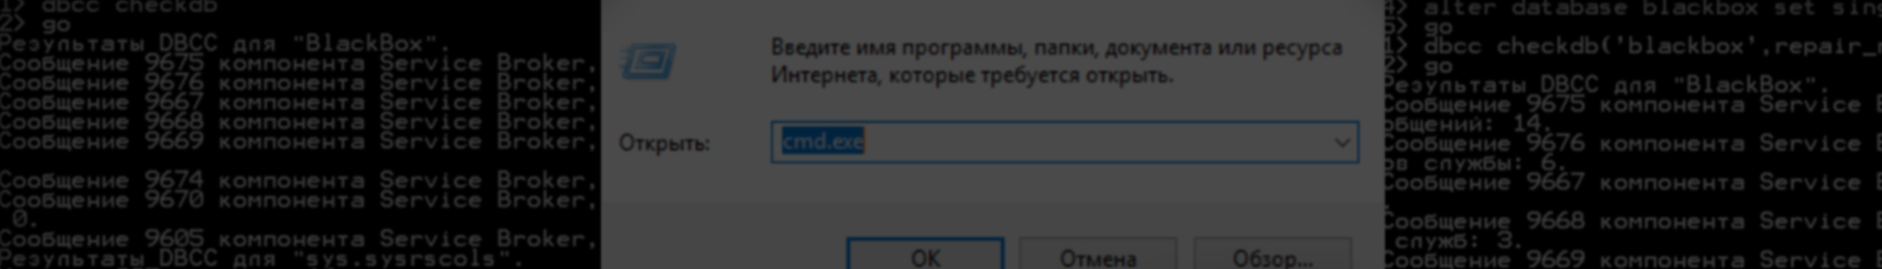 1> dbcc checkdb
2> go
Результаты DBCC для "BlackBox".
Сообщение 9675 компонента Service Broker,
Сообщение 9676 компонента Service Broker,
Сообщение 9667 компонента Service Broker,
Сообщение 9668 компонента Service Broker,
Сообщение 9669 компонента Service Broker,
Сообщение 9674 компонента Service Broker,
Сообщение 9670 компонента Service Broker,
0.
Сообщение 9605 компонента Service Broker,
Результаты DBCC для "sys.sysrscols".
Введите имя программы, папки, документа или ресурса
Интернета, которые требуется открыть.
Открыть:
cmd.exe
ОК
Отмена
Обзор...
4> alter database blackbox set sing
5> go
1> dbcc checkdb('blackbox',repair_
2> go
Результаты DBCC для "BlackBox".
Сообщение 9675 компонента Service B
общений: 14.
Сообщение 9676 компонента Service
ов службы: 6.
Сообщение 9667 компонента Service
Сообщение 9668 компонента Service
служб: 3.
Сообщение 9669 компонента Service